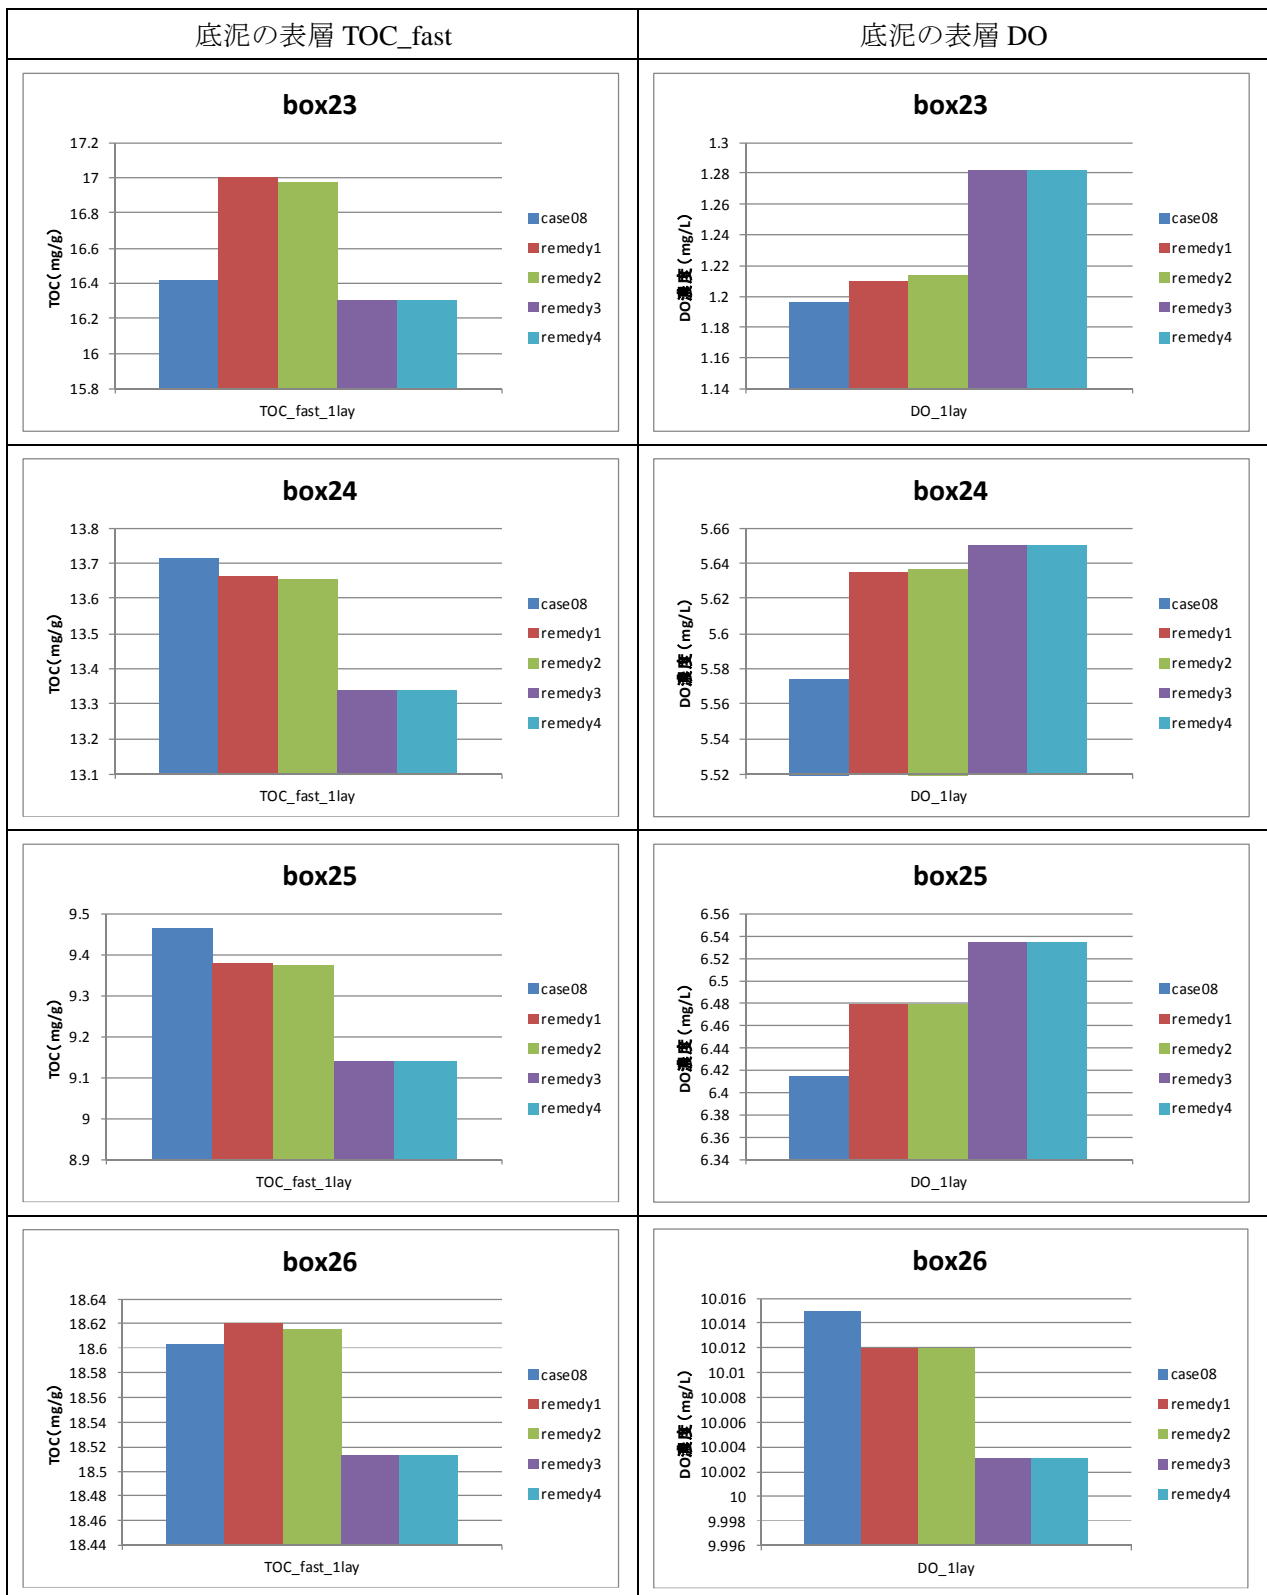 底泥の表層 TOC_fast
底泥の表層 DO
box23
17.2
17
16.8
16.6
16.4
16.2
16
15.8
TOC(mg/g)
TOC_fast_1lay
case08
remedy1
remedy2
remedy3
remedy4
box23
1.3
1.28
1.26
1.24
1.22
1.2
1.18
1.16
1.14
DO濃度(mg/L)
DO_1lay
case08
remedy1
remedy2
remedy3
remedy4
box24
13.8
13.7
13.6
13.5
13.4
13.3
13.2
13.1
TOC(mg/g)
TOC_fast_1lay
case08
remedy1
remedy2
remedy3
remedy4
box24
5.66
5.64
5.62
5.6
5.58
5.56
5.54
5.52
DO濃度(mg/L)
DO_1lay
case08
remedy1
remedy2
remedy3
remedy4
box25
9.5
9.4
9.3
9.2
9.1
9
8.9
TOC(mg/g)
TOC_fast_1lay
case08
remedy1
remedy2
remedy3
remedy4
box25
6.56
6.54
6.52
6.5
6.48
6.46
6.44
6.42
6.4
6.38
6.36
6.34
DO濃度(mg/L)
DO_1lay
case08
remedy1
remedy2
remedy3
remedy4
box26
18.64
18.62
18.6
18.58
18.56
18.54
18.52
18.5
18.48
18.46
18.44
TOC(mg/g)
TOC_fast_1lay
case08
remedy1
remedy2
remedy3
remedy4
box26
10.016
10.014
10.012
10.01
10.008
10.006
10.004
10.002
10
9.998
9.996
DO濃度(mg/L)
DO_1lay
case08
remedy1
remedy2
remedy3
remedy4